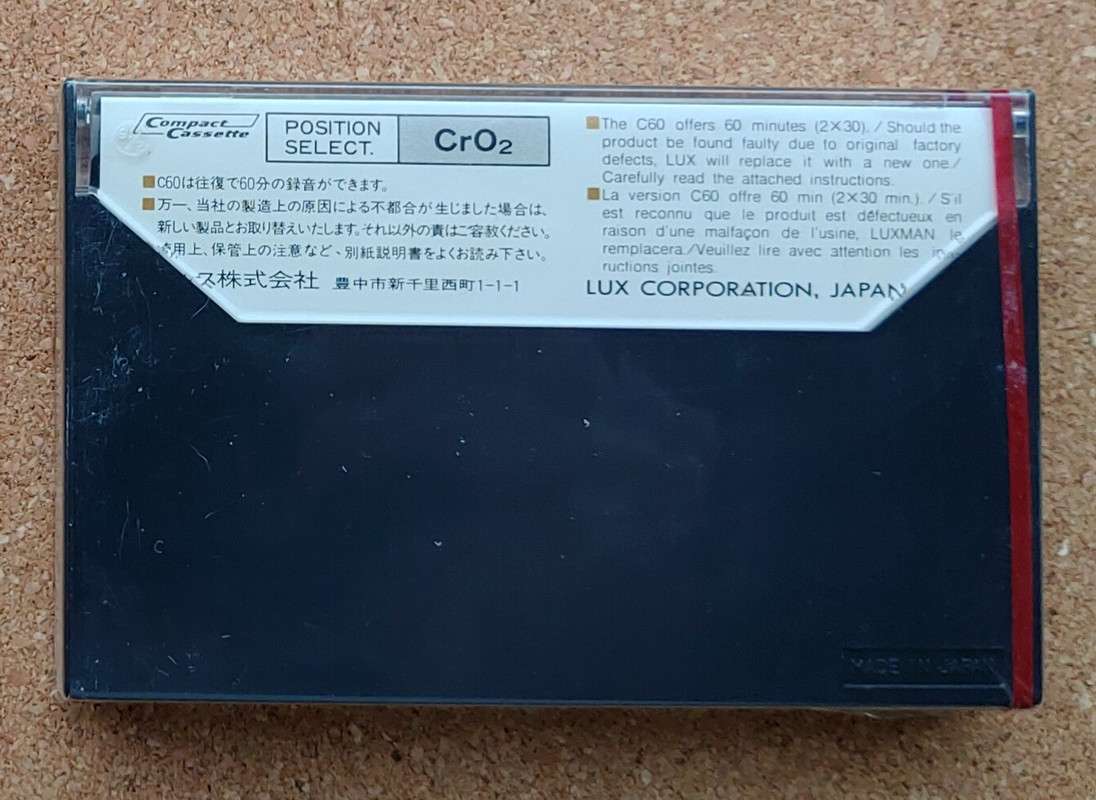 Compact
Cassette
POSITION
SELECT.
CrO2
■C60は往復で60分の録音ができます。
■万一、当社の製造上の原因による不都合が生じました場合は、
新しい製品とお取り替えいたします。それ以外の責はご容赦ください。
用上、保管上の注意など、別紙説明書をよくお読み下さい。
ス株式会社 豊中市新千里西町1-1-1
■The C60 offers 60 minutes (2×30). / Should the
product be found faulty due to original factory
defects, LUX will replace it with a new one./
Carefully read the attached instructions.
■La version C60 offre 60 min (2×30 min.). / S'il
est reconnu que le produit est défectueux en
raison d'une malfaçon de l'usine, LUXMAN le
remplacera./Veuillez lire avec attention les
ructions jointes.
LUX CORPORATION, JAPAN
MADE IN JAPAN